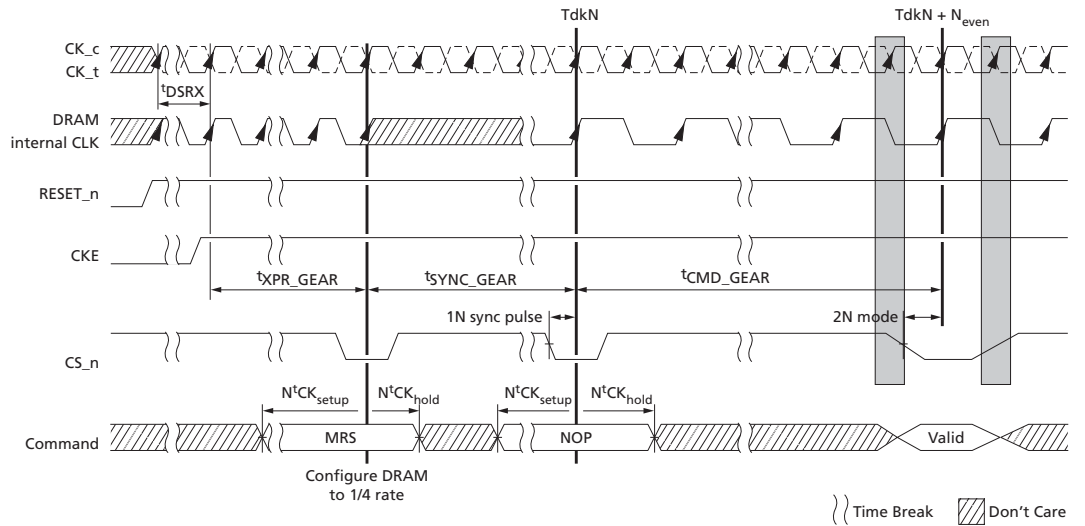 TdkN
TdkN + Neven
CK_c
CK_t
tDSRX
DRAM
internal CLK
RESET_n
CKE
tXPR_GEAR
tSYNC_GEAR
tCMD_GEAR
1N sync pulse
2N mode
CS_n
NtCKsetup
NtCKhold
NtCKsetup
NtCKhold
Command
MRS
NOP
Valid
Configure DRAM
to 1/4 rate
Time Break
Don't Care